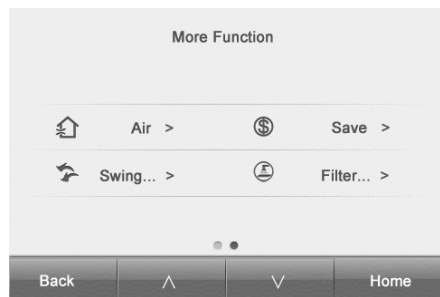 More Function
Air > Save >
Swing... > Filter... >
Back ∧ ∨ Home